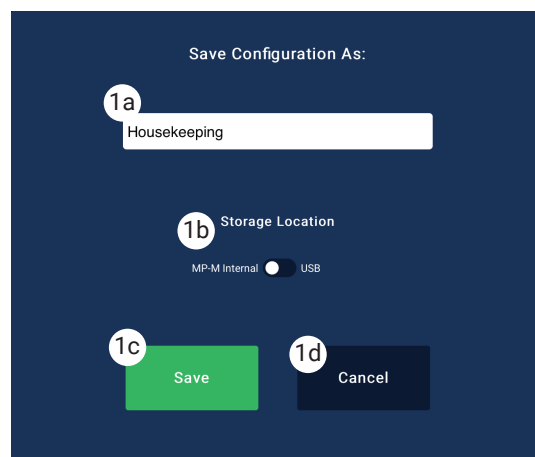 Save Configuration As:
1a
Housekeeping
1b
Storage Location
MP-M Internal USB
1c
Save
1d
Cancel